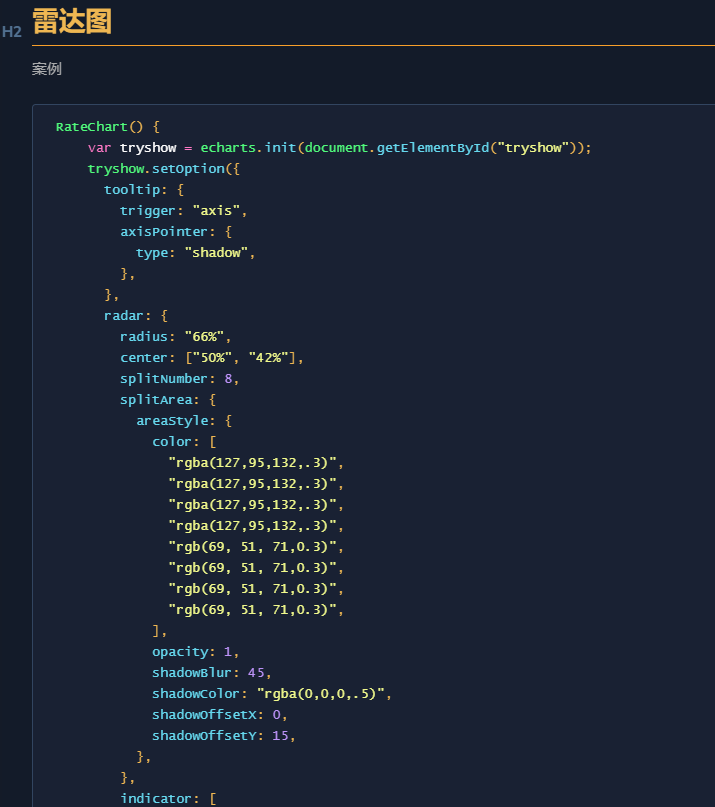 H2
雷达图
案例
RateChart() {
var tryshow = echarts.init(document.getElementById("tryshow"));
tryshow.setOption({
tooltip: {
trigger: "axis",
axisPointer: {
type: "shadow",
},
},
radar: {
radius: "66%",
center: ["50%", "42%"],
splitNumber: 8,
splitArea: {
areaStyle: {
color: [
"rgba(127,95,132,.3)",
"rgba(127,95,132,.3)",
"rgba(127,95,132,.3)",
"rgba(127,95,132,.3)",
"rgb(69, 51, 71,0.3)",
"rgb(69, 51, 71,0.3)",
"rgb(69, 51, 71,0.3)",
"rgb(69, 51, 71,0.3)",
],
opacity: 1,
shadowBlur: 45,
shadowColor: "rgba(0,0,0,.5)",
shadowOffsetX: 0,
shadowOffsetY: 15,
},
},
indicator: [